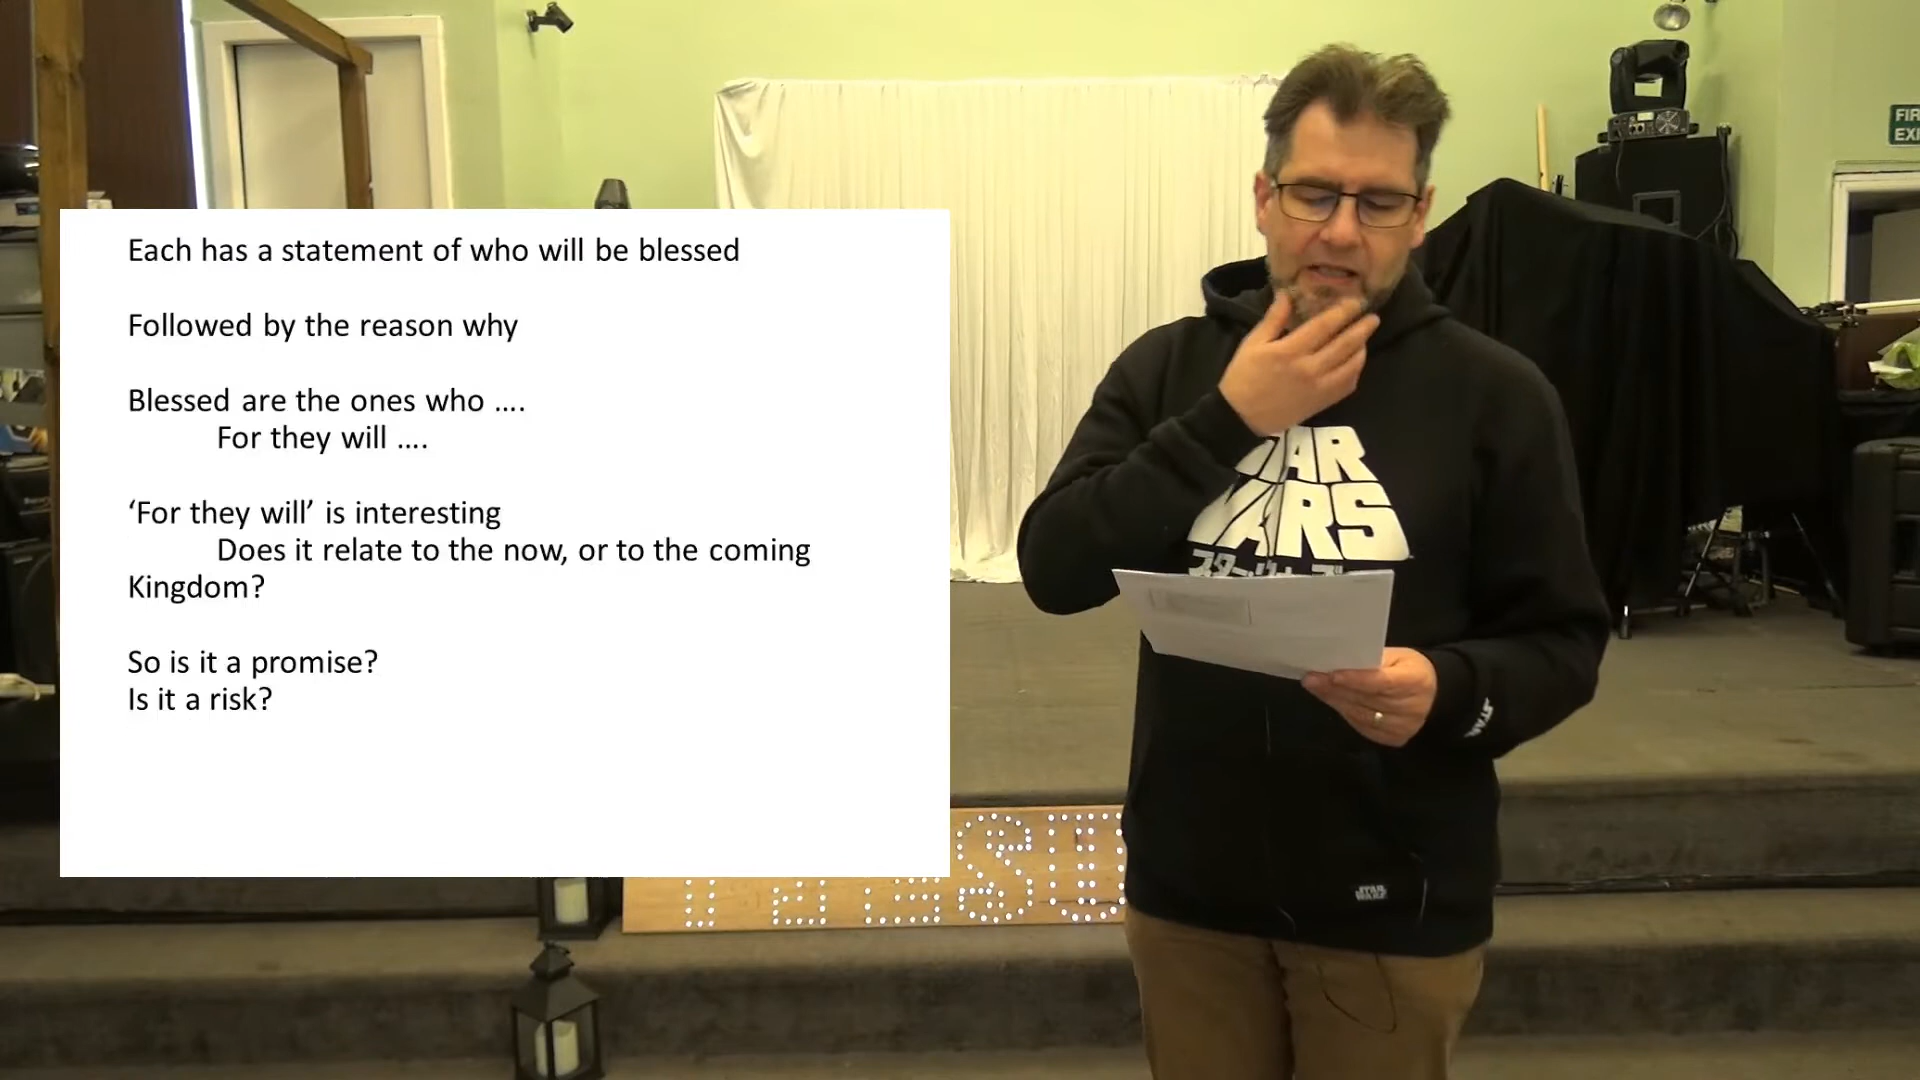 Each has a statement of who will be blessed
Followed by the reason why
Blessed are the ones who ....
For they will ....
‘For they will’ is interesting
Does it relate to the now, or to the coming
Kingdom?
So is it a promise?
Is it a risk?
WARS
STAR
WARS